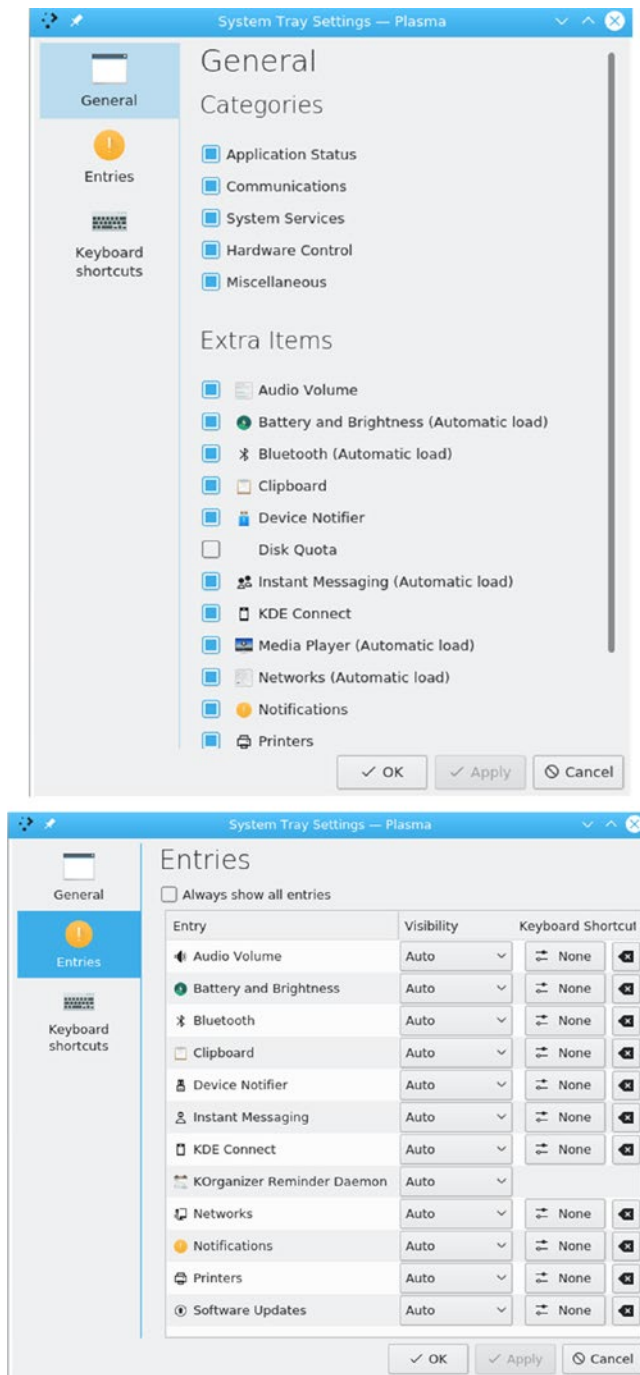 System Tray Settings — Plasma
General
Entries
Keyboard
shortcuts
General
Categories
Application Status
Communications
System Services
Hardware Control
Miscellaneous
Extra Items
Audio Volume
Battery and Brightness (Automatic load)
Bluetooth (Automatic load)
Clipboard
Device Notifier
Disk Quota
Instant Messaging (Automatic load)
KDE Connect
Media Player (Automatic load)
Networks (Automatic load)
Notifications
Printers
OK Apply Cancel
System Tray Settings — Plasma
General
Entries
Keyboard
shortcuts
Entries
Always show all entries
Entry Visibility Keyboard Shortcut
Audio Volume Auto None
Battery and Brightness Auto None
Bluetooth Auto None
Clipboard Auto None
Device Notifier Auto None
Instant Messaging Auto None
KDE Connect Auto None
KOrganizer Reminder Daemon Auto
Networks Auto None
Notifications Auto None
Printers Auto None
Software Updates Auto None
OK Apply Cancel